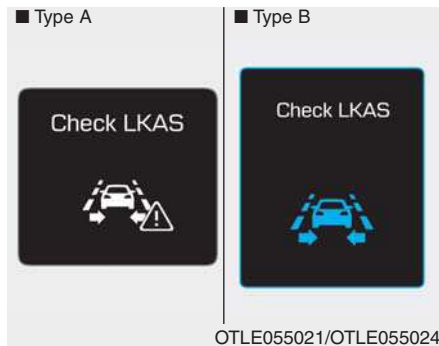 ■ Type A
■ Type B
Check LKAS
Check LKAS
OTLE055021/OTLE055024